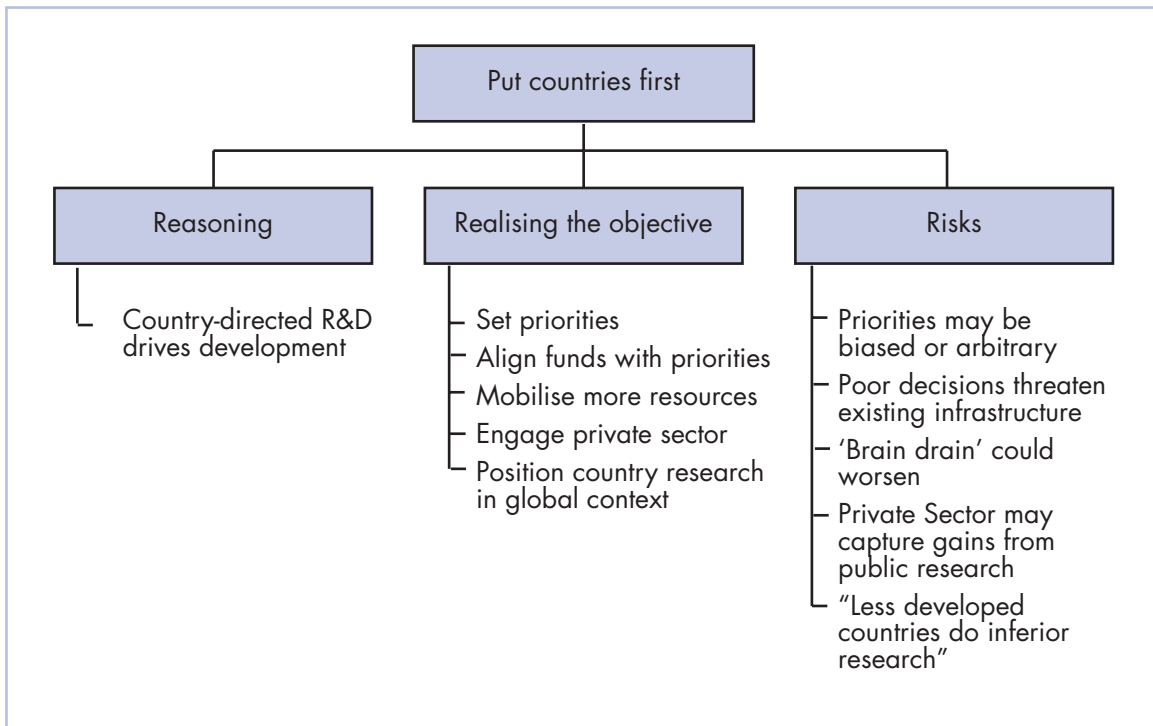 Put countries first
Reasoning
Country-directed R&D
drives development
Realising the objective
Set priorities
Align funds with priorities
Mobilise more resources
Engage private sector
Position country research
in global context
Risks
Priorities may be
biased or arbitrary
Poor decisions threaten
existing infrastructure
‘Brain drain’ could
worsen
Private Sector may
capture gains from
public research
“Less developed
countries do inferior
research”